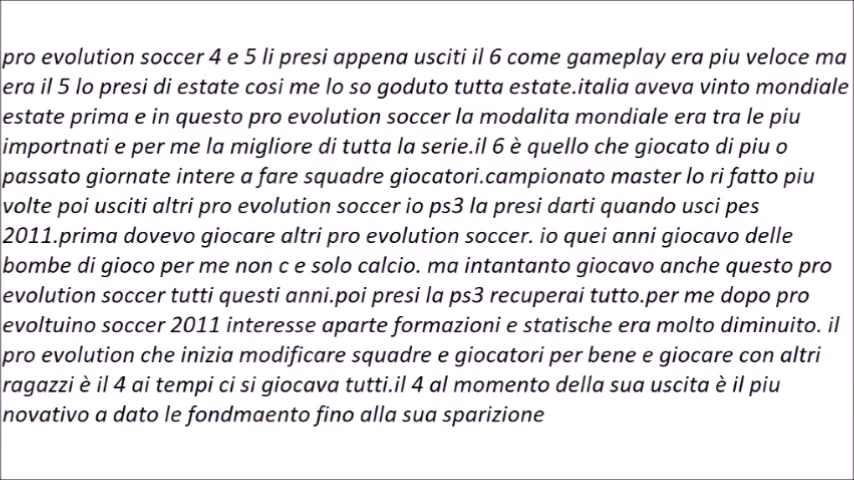 pro evolution soccer 4 e 5 li presi appena usciti il 6 come gameplay era piu veloce ma
era il 5 lo presi di estate cosi me lo so goduto tutta estate.italia aveva vinto mondiale
estate prima e in questo pro evolution soccer la modalita mondiale era tra le piu
importnati e per me la migliore di tutta la serie.il 6 è quello che giocato di piu o
passato giornate intere a fare squadre giocatori.campionato master lo ri fatto piu
volte poi usciti altri pro evolution soccer io ps3 la presi darti quando usci pes
2011.prima dovevo giocare altri pro evolution soccer. io quei anni giocavo delle
bombe di gioco per me non c e solo calcio. ma intantanto giocavo anche questo pro
evolution soccer tutti questi anni.poi presi la ps3 recuperai tutto.per me dopo pro
evoltuino soccer 2011 interesse aparte formazioni e statische era molto diminuito. il
pro evolution che inizia modificare squadre e giocatori per bene e giocare con altri
ragazzi è il 4 ai tempi ci si giocava tutti.il 4 al momento della sua uscita è il piu
novativo a dato le fondmaento fino alla sua sparizione